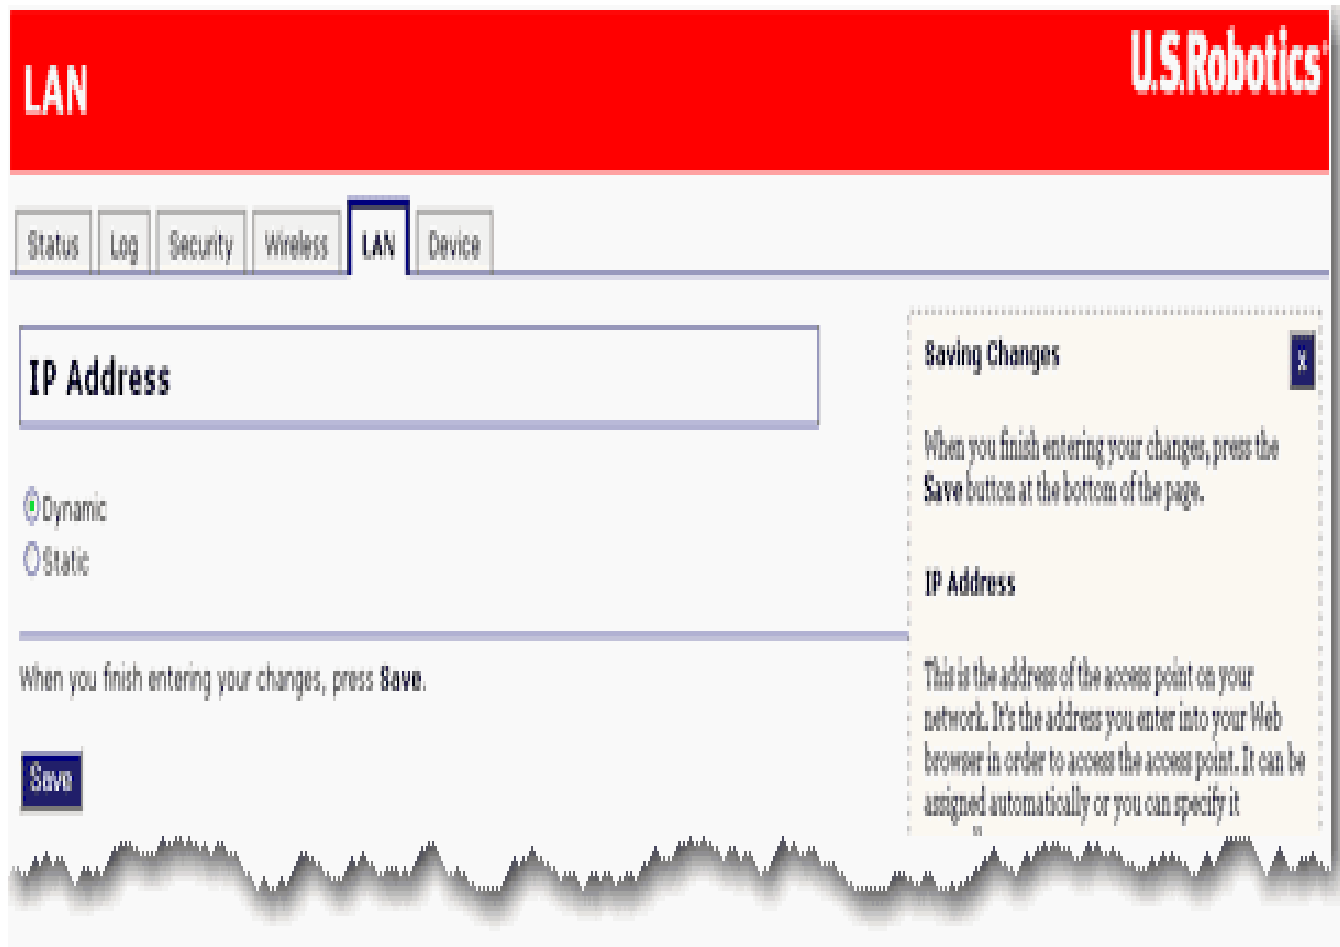 LAN
U.S.Robotics
Status Log Security Wireless LAN Device
IP Address
Dynamic
Static
When you finish entering your changes, press Save.
Save
Saving Changes
x
When you finish entering your changes, press the
Save button at the bottom of the page.
IP Address
This is the address of the access point on your
network. It's the address you enter into your Web
browser in order to access the access point. It can be
assigned automatically or you can specify it